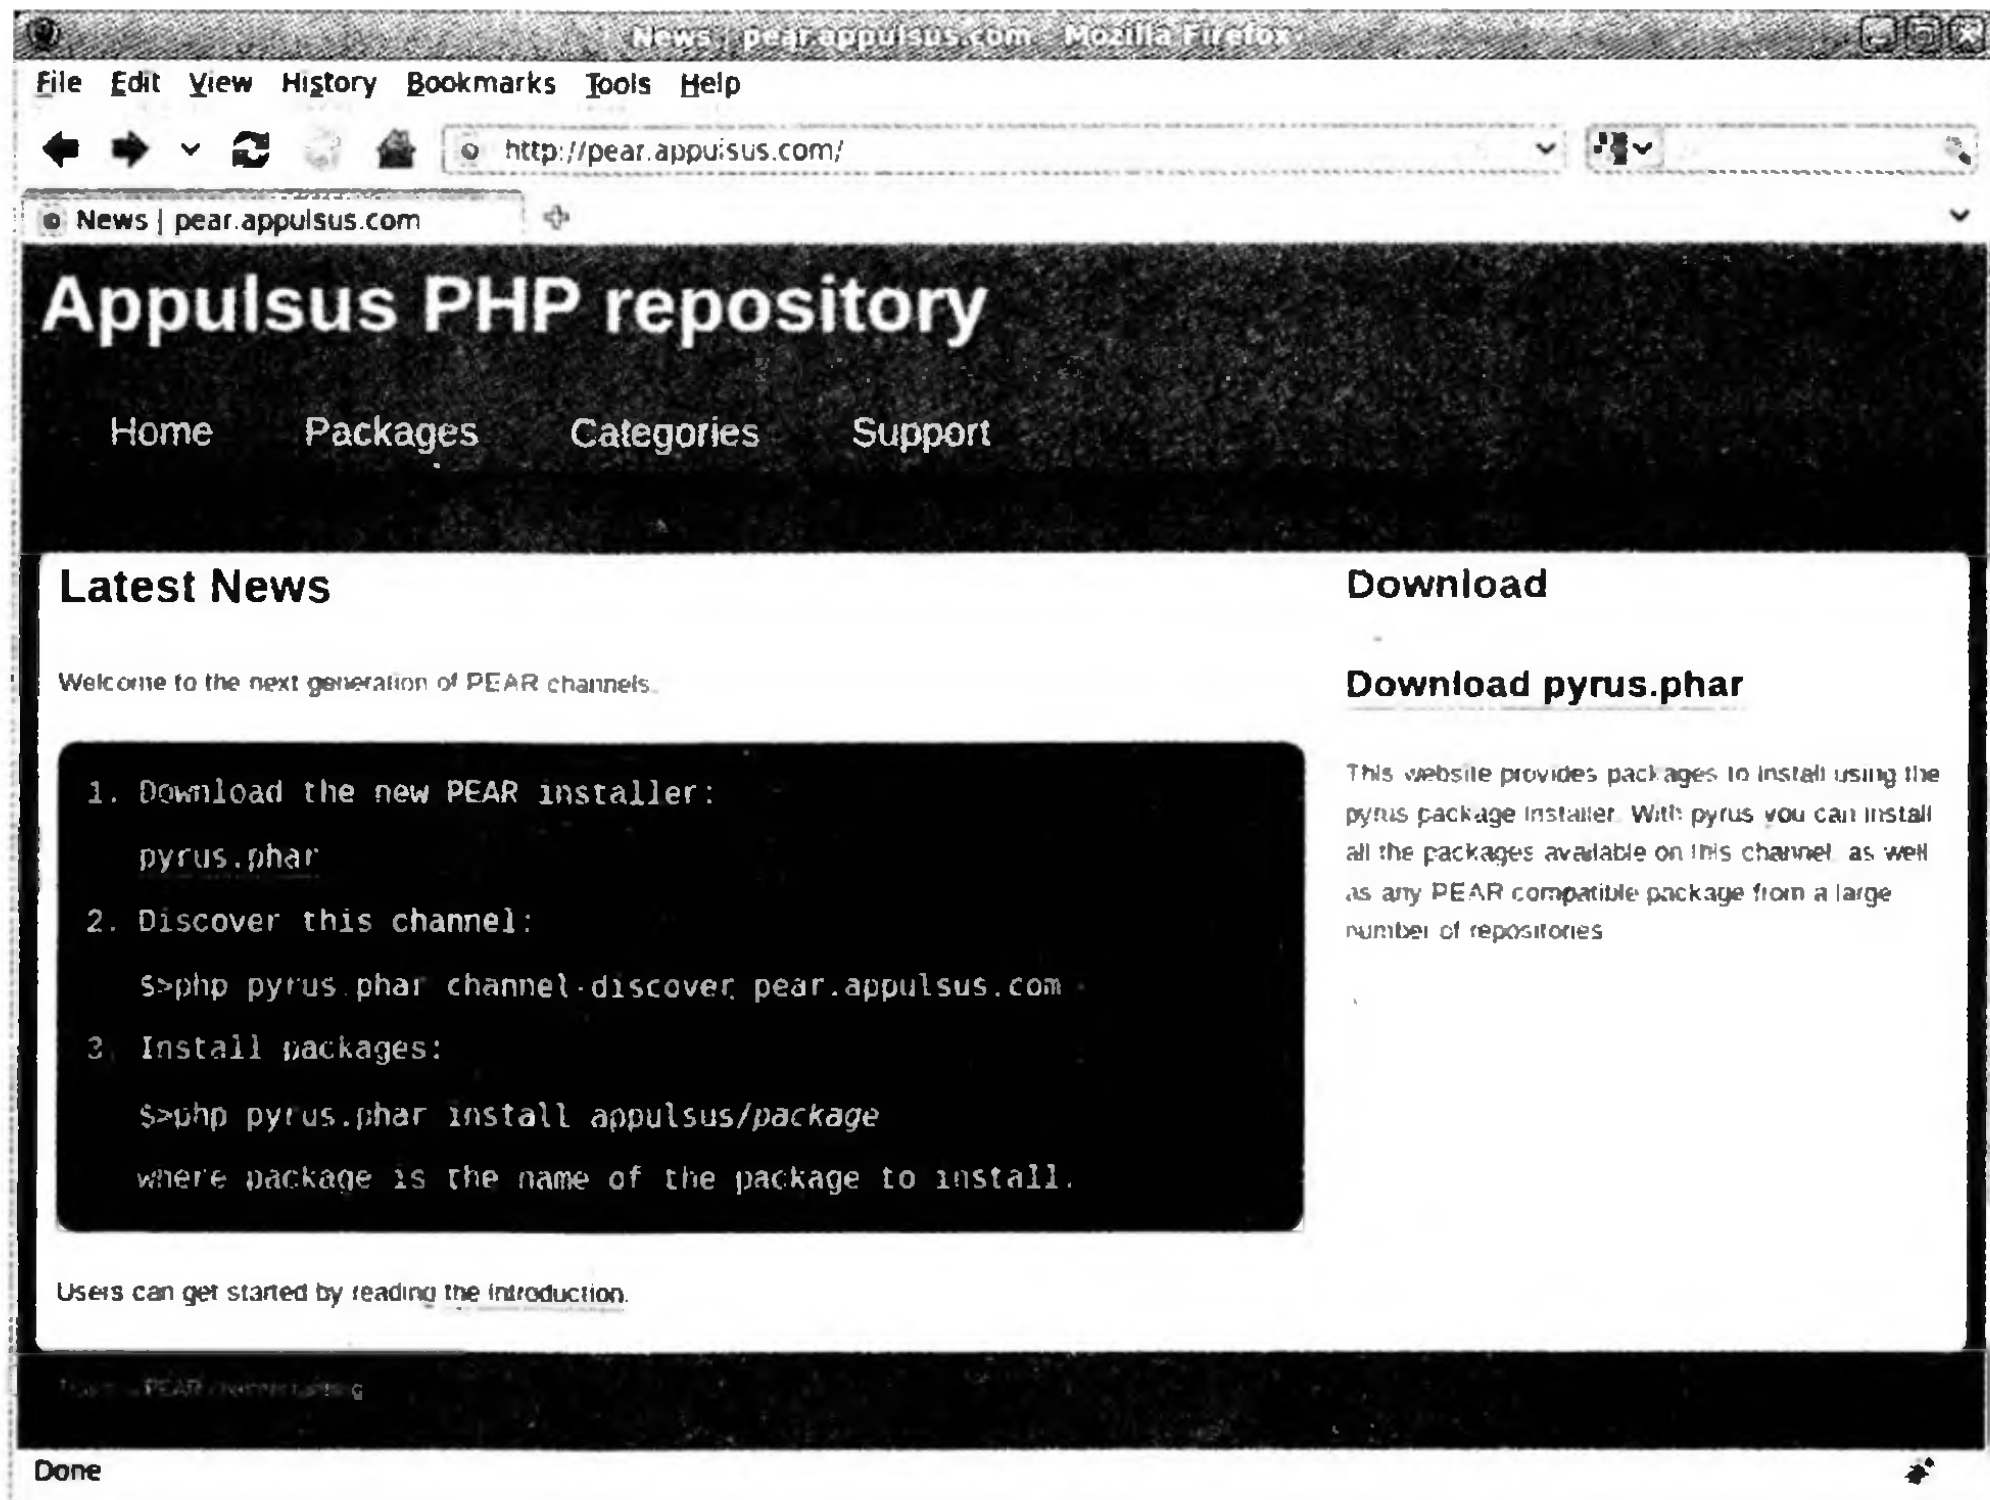 News | pear.appulsus.com - Mozilla Firefox
File Edit View History Bookmarks Tools Help
http://pear.appulsus.com/
News | pear.appulsus.com
Appulsus PHP repository
Home Packages Categories Support
Latest News
Welcome to the next generation of PEAR channels.
1. Download the new PEAR installer:
pyrus.phar
2. Discover this channel:
$>php pyrus.phar channel-discover pear.appulsus.com
3. Install packages:
$>php pyrus.phar install appulsus/package
where package is the name of the package to install.
Users can get started by reading the introduction.
Download
Download pyrus.phar
This website provides packages to install using the
pyrus package installer. With pyrus you can install
all the packages available on this channel, as well
as any PEAR compatible package from a large
number of repositories
PEAR
Done